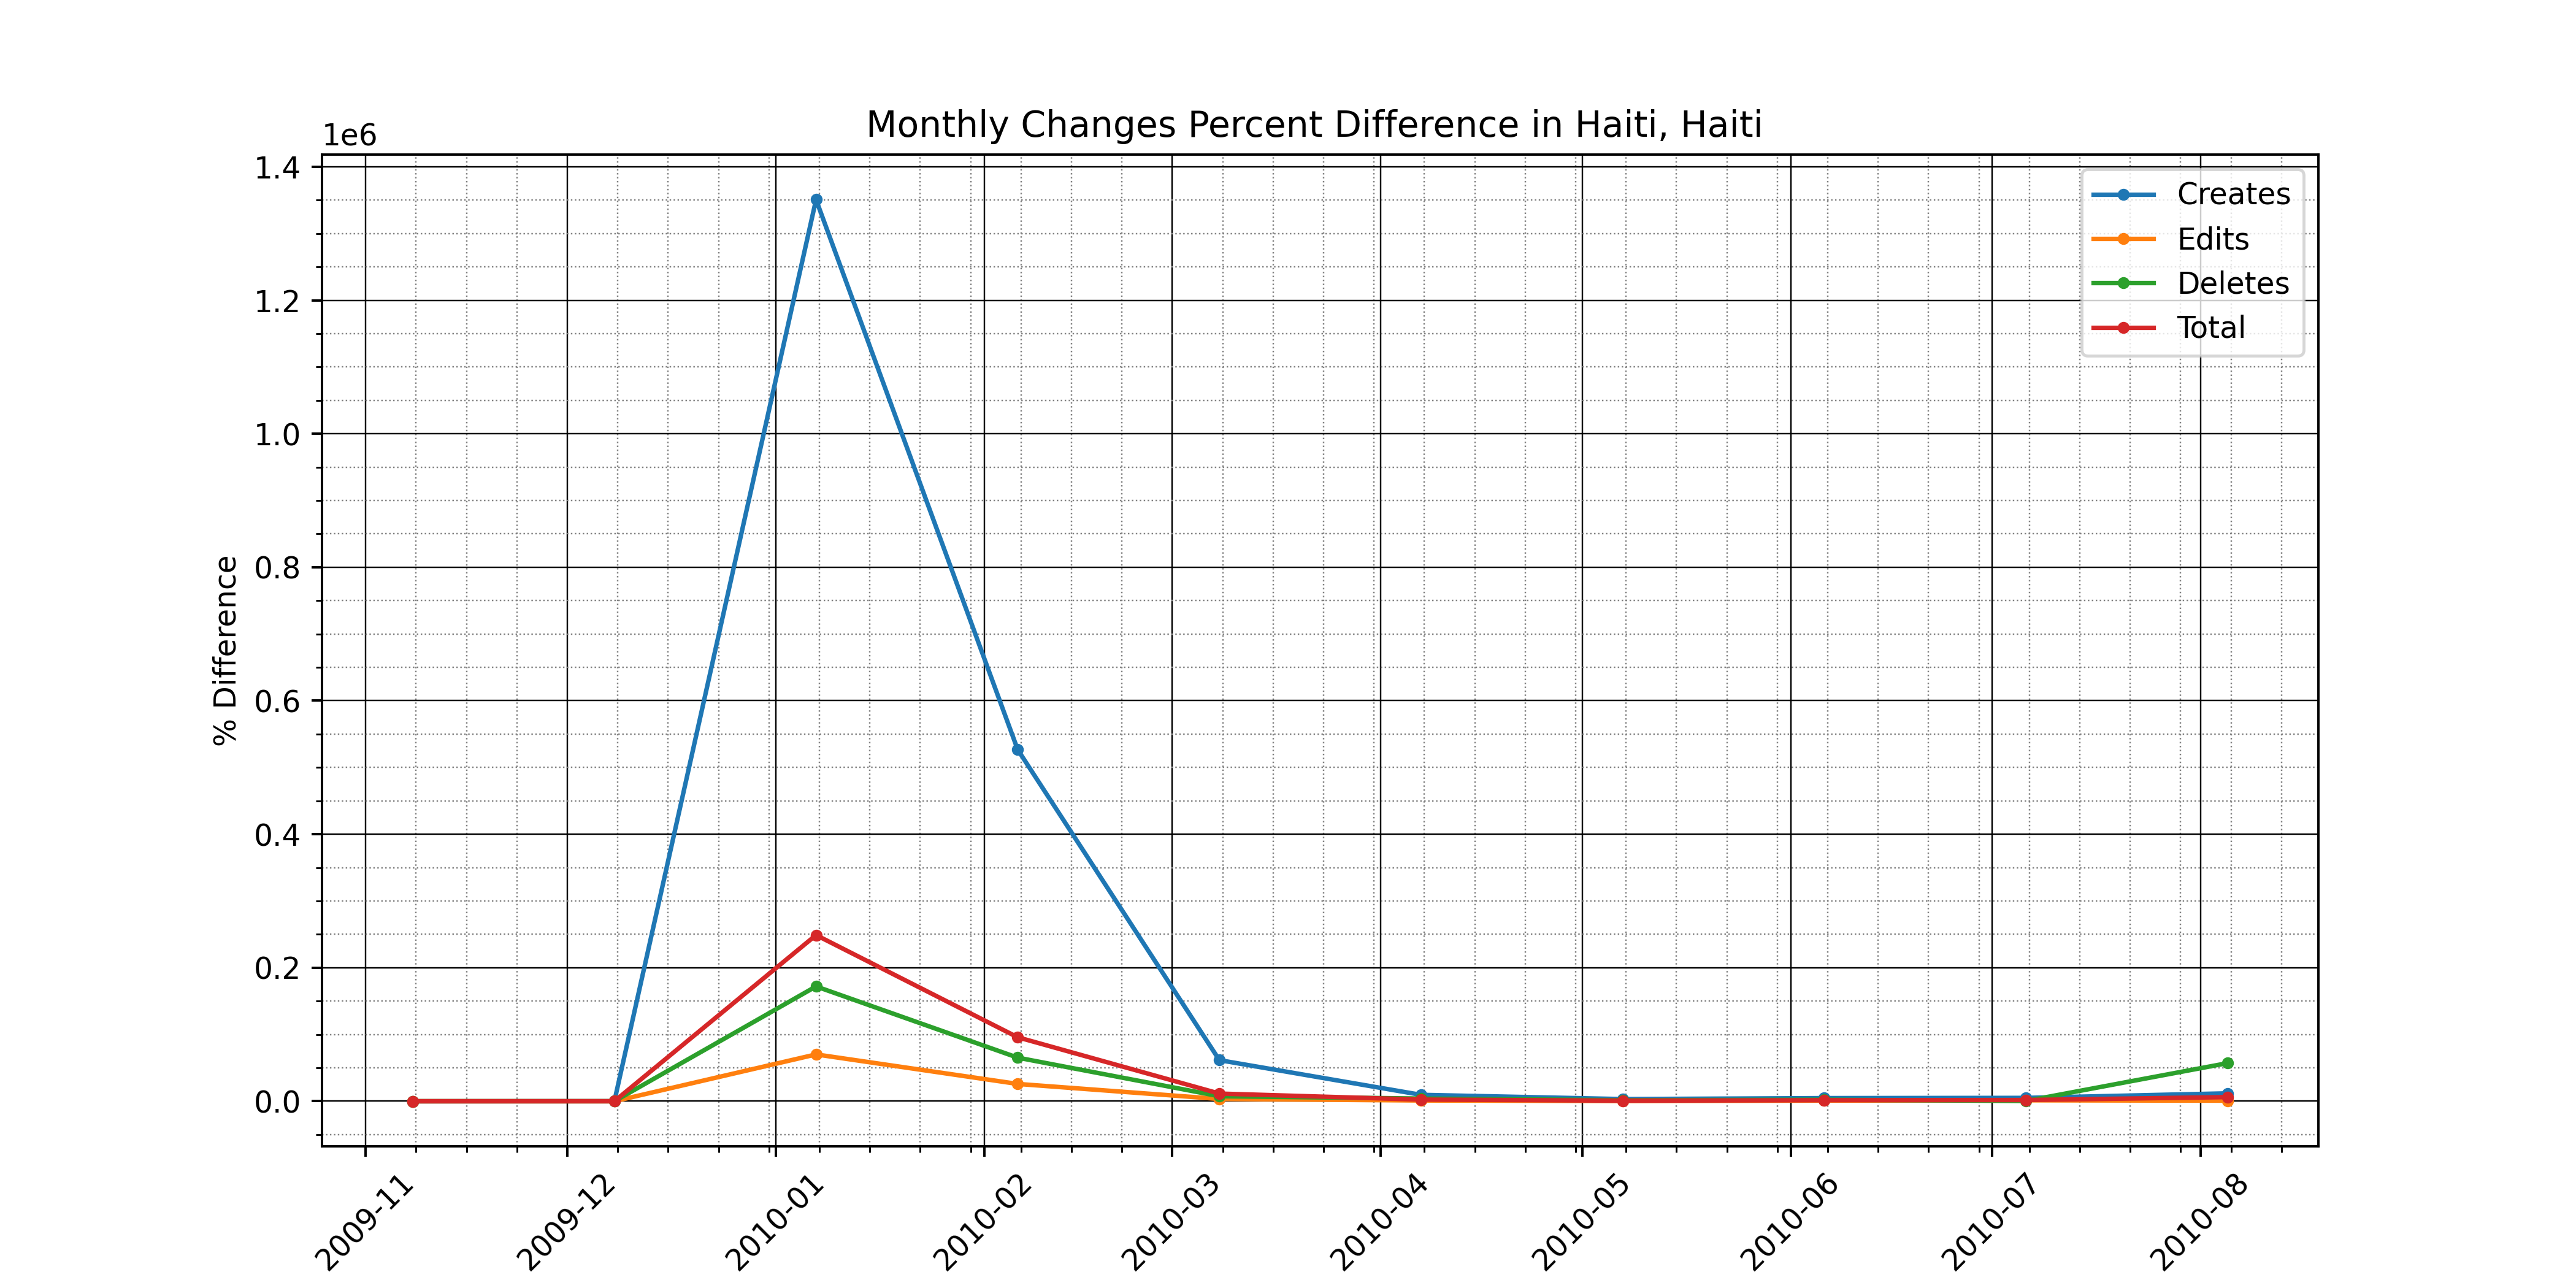 Monthly Changes Percent Difference in Haiti, Haiti
1e6
1.4
1.2
1.0
0.8
0.6
0.4
0.2
0.0
% Difference
Creates
Edits
Deletes
Total
2009-11
2009-12
2010-01
2010-02
2010-03
2010-04
2010-05
2010-06
2010-07
2010-08